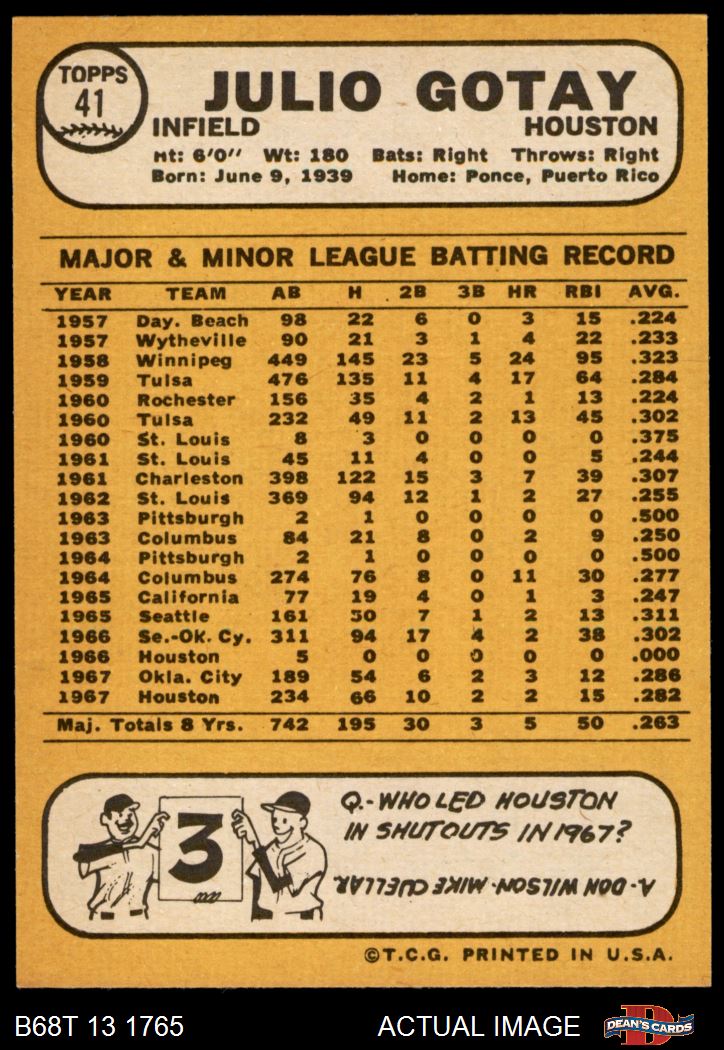 TOPPS
41
JULIO GOTAY
INFIELD HOUSTON
Ht: 6'0" Wt: 180 Bats: Right Throws: Right
Born: June 9, 1939 Home: Ponce, Puerto Rico
MAJOR & MINOR LEAGUE BATTING RECORD
YEAR TEAM AB H 2B 3B HR RBI AVG.
1957 Day. Beach 98 22 6 0 3 15 .224
1957 Wytheville 90 21 3 1 4 22 .233
1958 Winnipeg 449 145 23 5 24 95 .323
1959 Tulsa 476 135 11 4 17 64 .284
1960 Rochester 156 35 4 2 1 13 .224
1960 Tulsa 232 49 11 2 13 45 .302
1960 St. Louis 8 3 0 0 0 0 .375
1961 St. Louis 45 11 4 0 0 5 .244
1961 Charleston 398 122 15 3 7 39 .307
1962 St. Louis 369 94 12 1 2 27 .255
1963 Pittsburgh 2 1 0 0 0 0 .500
1963 Columbus 84 21 8 0 2 9 .250
1964 Pittsburgh 2 1 0 0 0 0 .500
1964 Columbus 274 76 8 0 11 30 .277
1965 California 77 19 4 0 1 3 .247
1965 Seattle 161 50 7 1 2 13 .311
1966 Se.-OK. Cy. 311 94 17 4 2 38 .302
1966 Houston 5 0 0 0 0 0 .000
1967 Okla. City 189 54 6 2 3 12 .286
1967 Houston 234 66 10 2 2 15 .282
Maj. Totals 8 Yrs. 742 195 30 3 5 50 .263
3
Q.-WHO LED HOUSTON
IN SHUTOUTS IN 1967?
A- DON WILSON-MIKE CUELLAR
©T.C.G. PRINTED IN U.S.A.
B68T 13 1765 ACTUAL IMAGE D DEAN'S CARDS